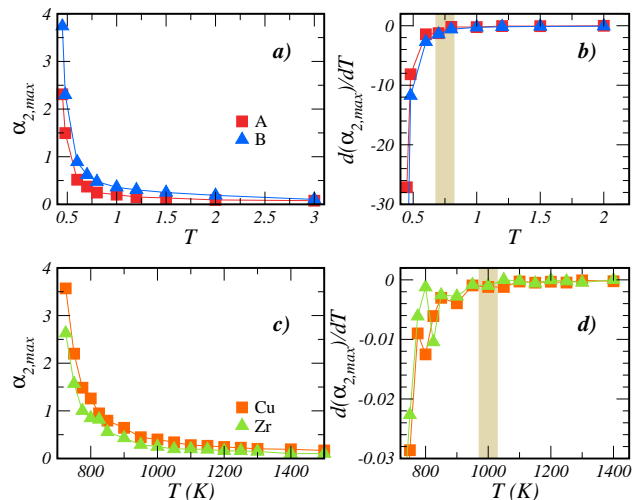 4
3
2
1
0
α2,max
a)
A
B
0.5 1 1.5 2 2.5 3
T
0
-10
-20
-30
d(α2,max)/dT
b)
0.5 1 1.5 2
T
4
3
2
1
0
α2,max
c)
Cu
Zr
800 1000 1200 1400
T (K)
0
-0.01
-0.02
-0.03
d(α2,max)/dT
d)
800 1000 1200 1400
T (K)